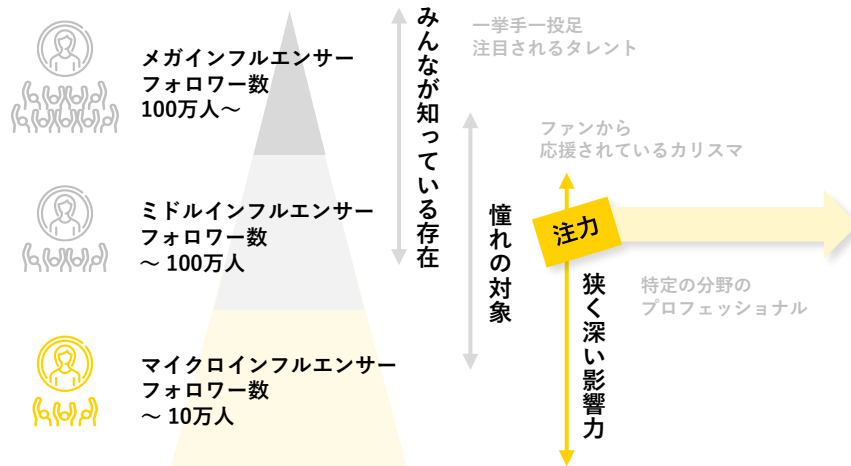 メガインフルエンサー
フォロワー数
100万人～
みんなが知っている存在
一挙手一投足
注目されるタレント
ミドルインフルエンサー
フォロワー数
～ 100万人
憧れの対象
ファンから
応援されているカリスマ
マイクロインフルエンサー
フォロワー数
～ 10万人
注力
狭く深い影響力
特定の分野の
プロフェッショナル